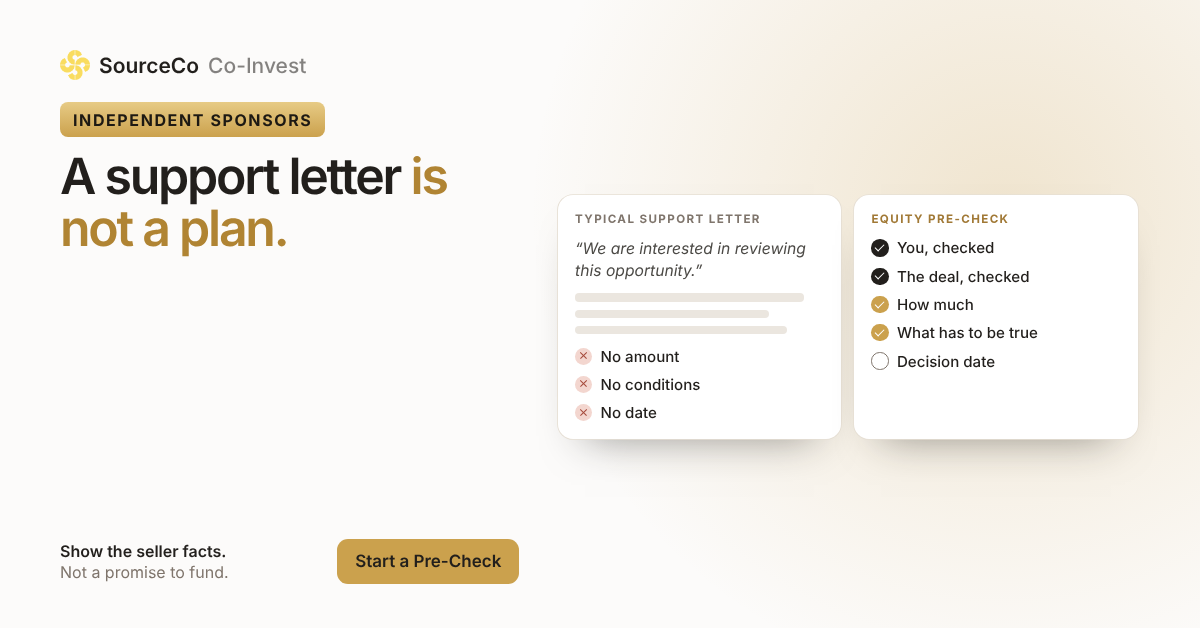 SourceCo Co-Invest
INDEPENDENT SPONSORS
A support letter is
not a plan.
TYPICAL SUPPORT LETTER
“We are interested in reviewing
this opportunity.”
No amount
No conditions
No date
EQUITY PRE-CHECK
You, checked
The deal, checked
How much
What has to be true
Decision date
Show the seller facts.
Not a promise to fund.
Start a Pre-Check